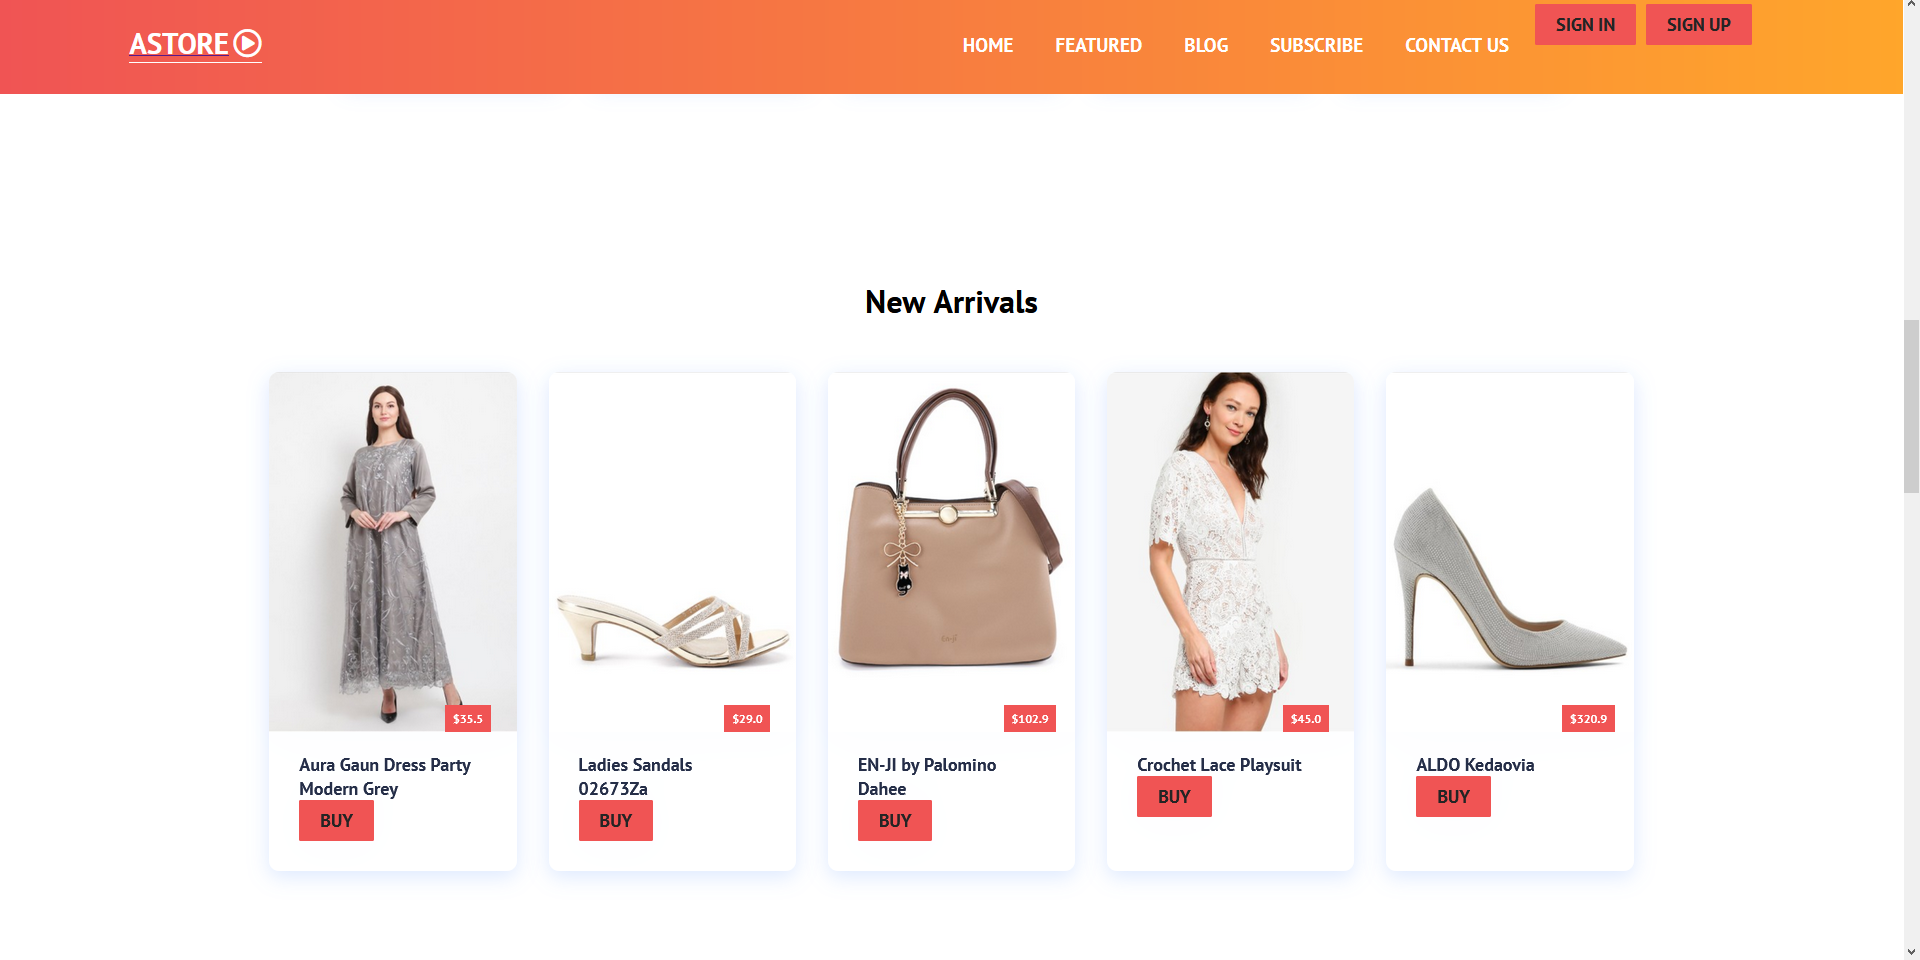 ASTORE
HOME
FEATURED
BLOG
SUBSCRIBE
CONTACT US
SIGN IN
SIGN UP
New Arrivals
$35.5
Aura Gaun Dress Party
Modern Grey
BUY
$29.0
Ladies Sandals
02673Za
BUY
$102.9
EN-JI by Palomino
Dahee
BUY
$45.0
Crochet Lace Playsuit
BUY
$320.9
ALDO Kedaovia
BUY